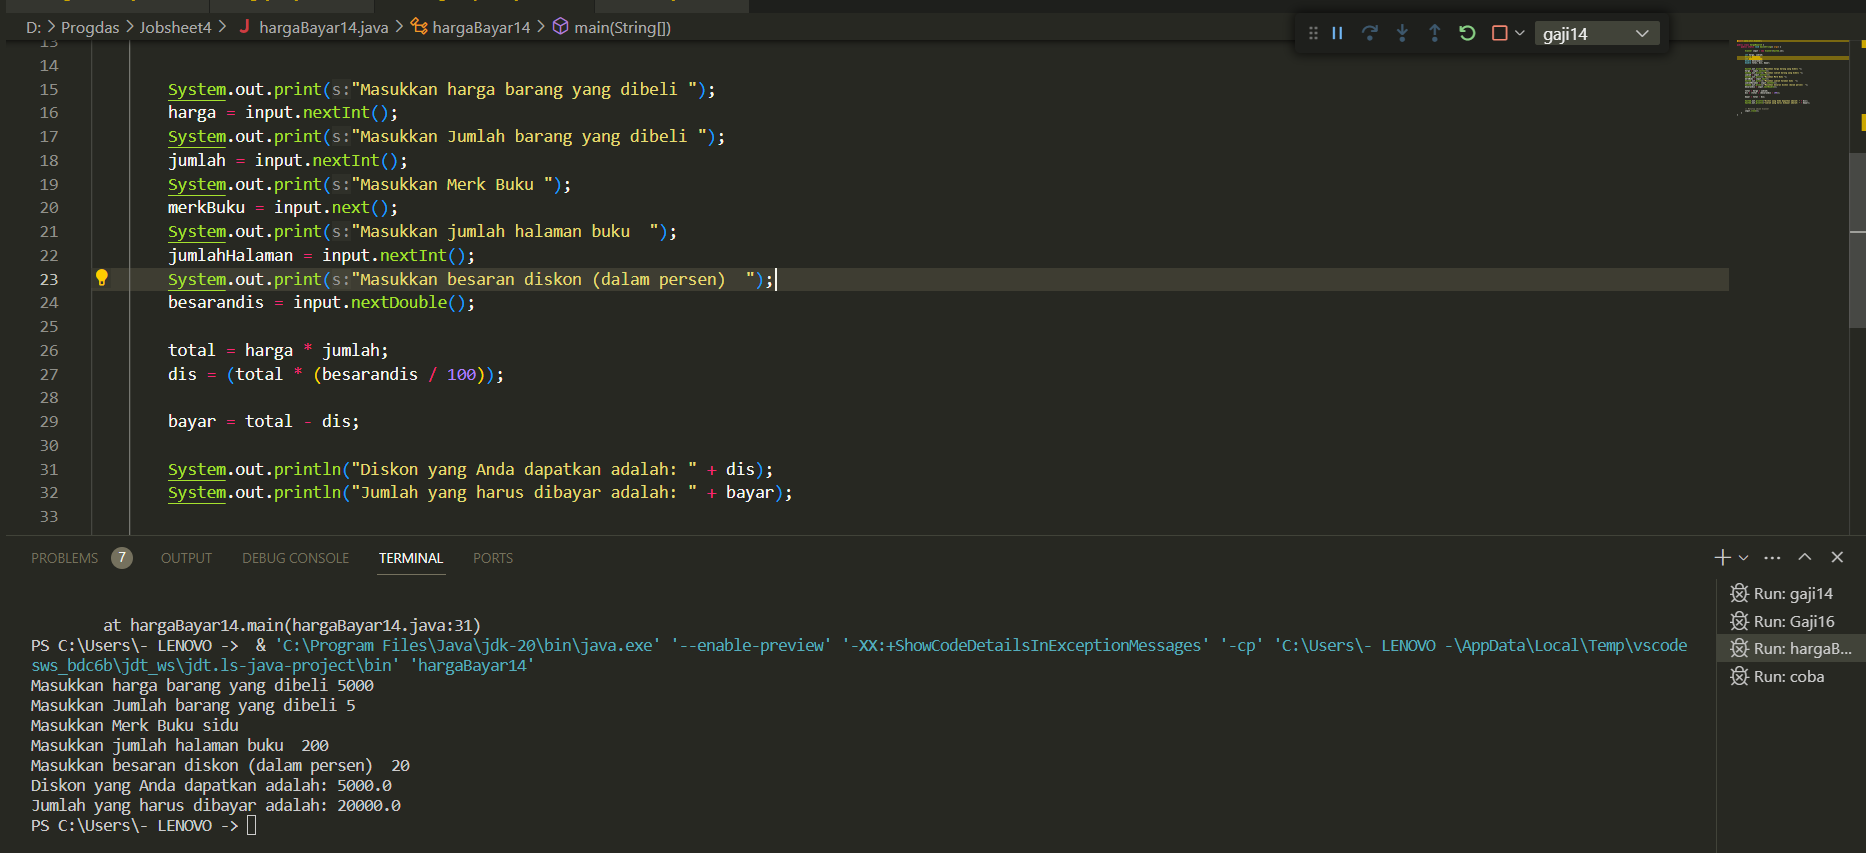 D: > Progdas > Jobsheet4 > J hargaBayar14.java > hargaBayar14 > main(String[])
gaji14
13
14
15 System.out.print(s:"Masukkan harga barang yang dibeli ");
16 harga = input.nextInt();
17 System.out.print(s:"Masukkan Jumlah barang yang dibeli ");
18 jumlah = input.nextInt();
19 System.out.print(s:"Masukkan Merk Buku ");
20 merkBuku = input.next();
21 System.out.print(s:"Masukkan jumlah halaman buku  ");
22 jumlahHalaman = input.nextInt();
23 System.out.print(s:"Masukkan besaran diskon (dalam persen)  ");
24 besarandis = input.nextDouble();
25
26 total = harga * jumlah;
27 dis = (total * (besarandis / 100));
28
29 bayar = total - dis;
30
31 System.out.println("Diskon yang Anda dapatkan adalah: " + dis);
32 System.out.println("Jumlah yang harus dibayar adalah: " + bayar);
33
PROBLEMS 7 OUTPUT DEBUG CONSOLE TERMINAL PORTS
at hargaBayar14.main(hargaBayar14.java:31)
PS C:\Users\- LENOVO -> & 'C:\Program Files\Java\jdk-20\bin\java.exe' '--enable-preview' '-XX:+ShowCodeDetailsInExceptionMessages' '-cp' 'C:\Users\- LENOVO -\AppData\Local\Temp\vscode
sws_bdc6b\jdt_ws\jdt.ls-java-project\bin' 'hargaBayar14'
Masukkan harga barang yang dibeli 5000
Masukkan Jumlah barang yang dibeli 5
Masukkan Merk Buku sidu
Masukkan jumlah halaman buku  200
Masukkan besaran diskon (dalam persen)  20
Diskon yang Anda dapatkan adalah: 5000.0
Jumlah yang harus dibayar adalah: 20000.0
PS C:\Users\- LENOVO ->
Run: gaji14
Run: Gaji16
Run: hargaB...
Run: coba